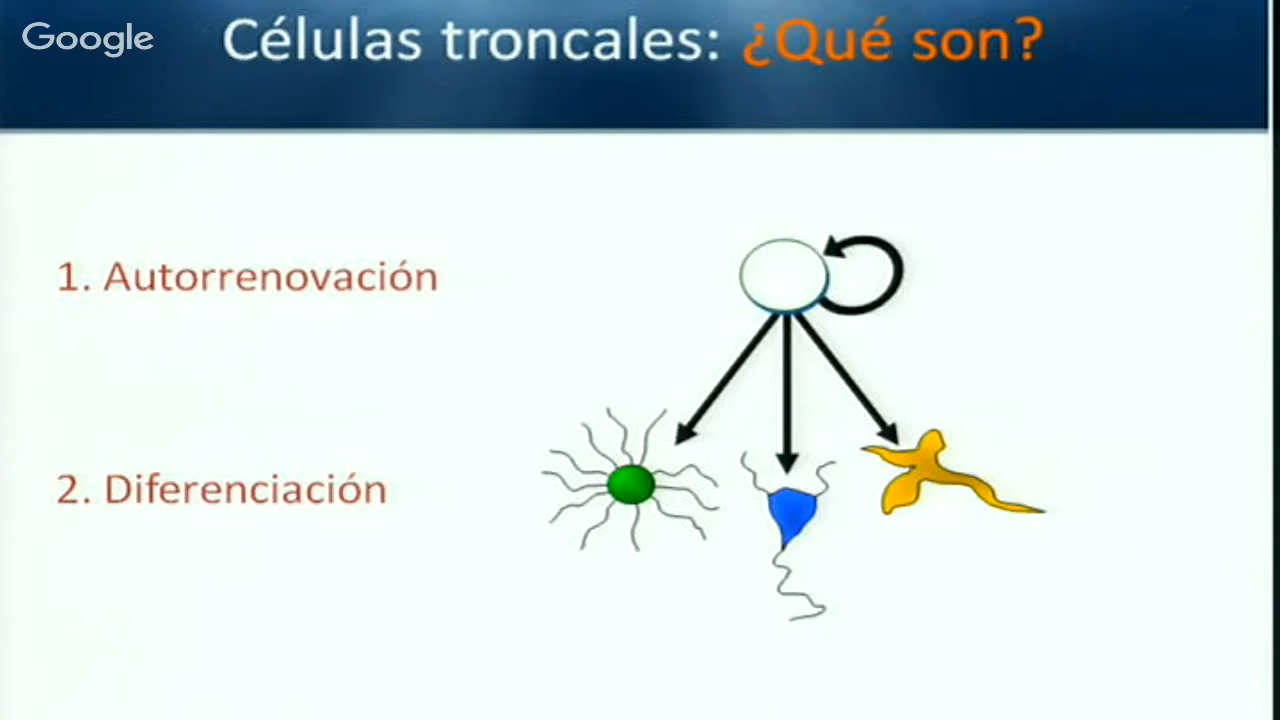 Google
Células troncales: ¿Qué son?
1. Autorrenovación
2. Diferenciación